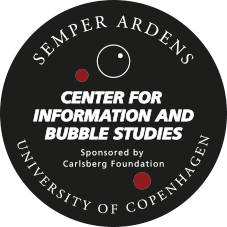 SEMPER ARDENS
CENTER FOR
INFORMATION AND
BUBBLE STUDIES
Sponsored by
Carlsberg Foundation
UNIVERSITY OF COPENHAGEN